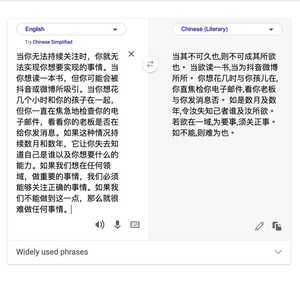 English
Chinese (Literary)
Try Chinese Simplified
当你无法持续关注时，你就无
法实现你想要实现的事情。当
你想读一本书，但你可能会被
抖音或微博所吸引。当你想花
几个小时和你的孩子在一起，
但你一直在焦急地检查你的电
子邮件，看看你的老板是否在
给你发消息。如果这种情况持
续数月和数年，它让你失去知
道自己是谁以及你想要什么的
能力。如果我们想在任何领
域，做重要的事情，我们必须
能够关注正确的事情。如果我
们不能做到这一点，那么就很
难做任何事情。
当其不可久也,则不可成其所欲
也。当欲读一书,当为抖音微博
所所。你想花几时与你孩儿在,
你直焦检你电子邮件,看你老板
与你发消息否。如是数月及数
年,令汝失知己者谁及汝所欲。
若欲在一域,为要事,须关正事。
如不能,则难为也。
Widely used phrases